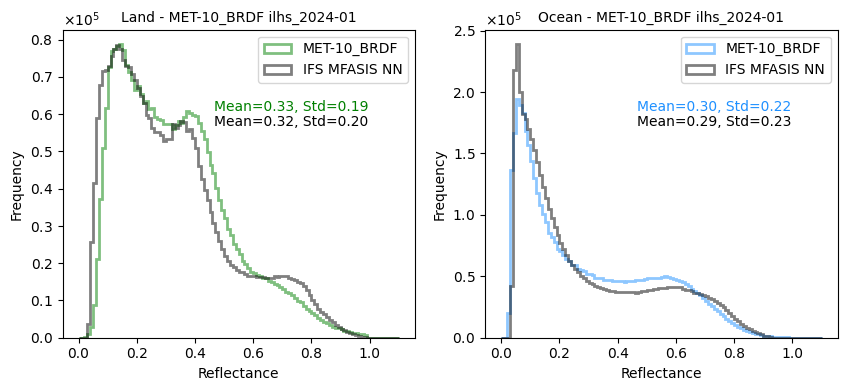 Land - MET-10_BRDF ilhs_2024-01
×10⁵
MET-10_BRDF
IFS MFASIS NN
Mean=0.33, Std=0.19
Mean=0.32, Std=0.20
Frequency
0.8
0.7
0.6
0.5
0.4
0.3
0.2
0.1
0.0
0.0 0.2 0.4 0.6 0.8 1.0
Reflectance
Ocean - MET-10_BRDF ilhs_2024-01
×10⁵
MET-10_BRDF
IFS MFASIS NN
Mean=0.30, Std=0.22
Mean=0.29, Std=0.23
Frequency
2.5
2.0
1.5
1.0
0.5
0.0
0.0 0.2 0.4 0.6 0.8 1.0
Reflectance